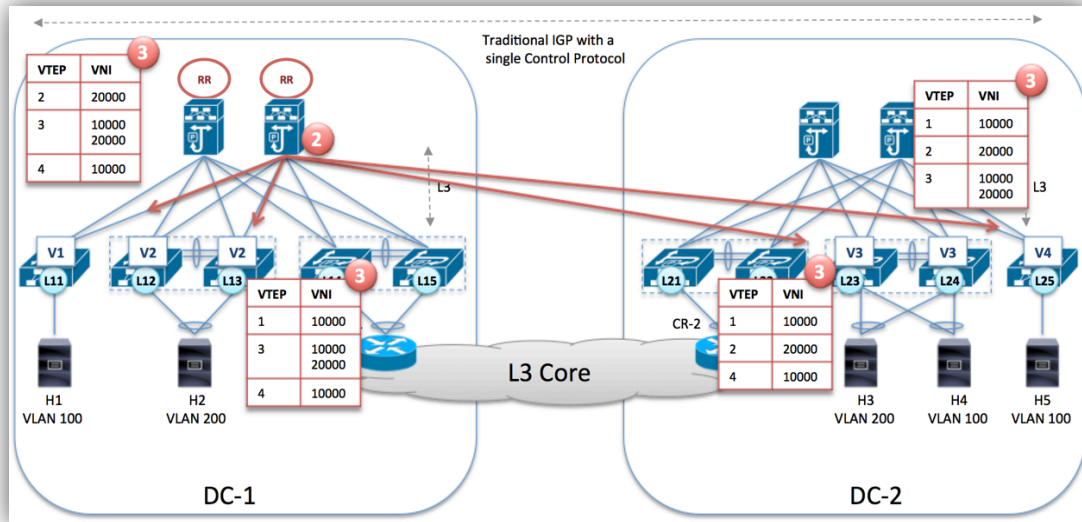 Traditional IGP with a
single Control Protocol
3
VTEP VNI
2 20000
3 10000
20000
4 10000
RR
RR
2
L3
3
VTEP VNI
1 10000
2 20000
3 10000
20000
L3
V1
V2
V2
V3
V3
V4
L11
L12
L13
L15
L21
L23
L24
L25
3
VTEP VNI
1 10000
3 10000
20000
4 10000
3
VTEP VNI
1 10000
2 20000
4 10000
CR-2
L3 Core
H1
VLAN 100
H2
VLAN 200
H3
VLAN 200
H4
VLAN 100
H5
VLAN 100
DC-1
DC-2